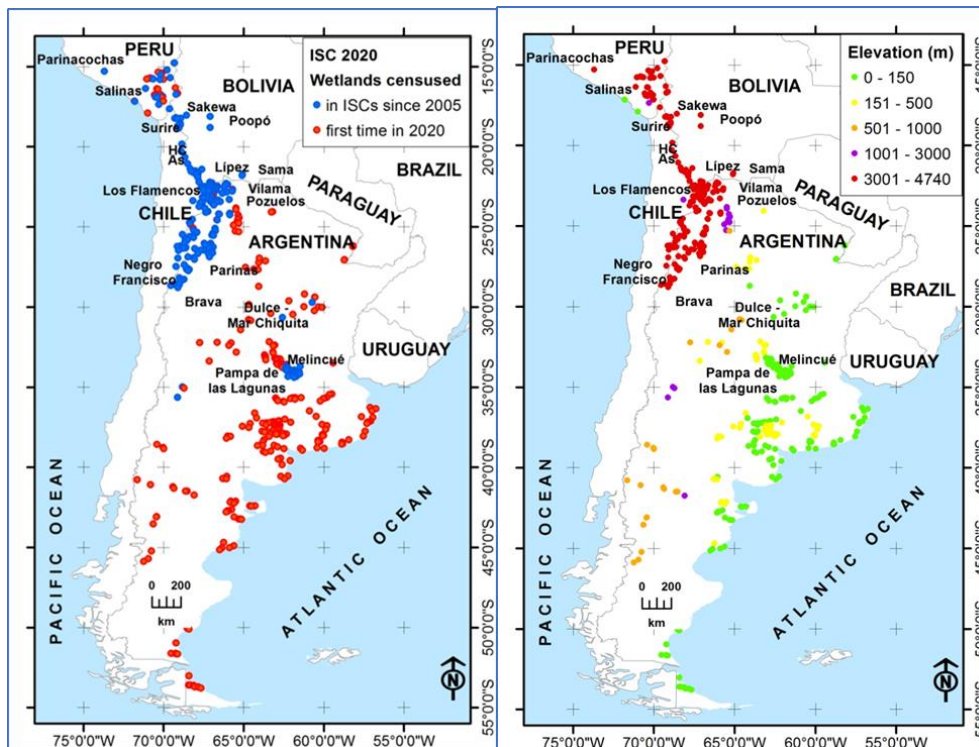 PERU
Parinacochas
BOLIVIA
Salinas
Sakewa
Poopó
Surire
HC
As
Lípez
Sama
BRAZIL
Los Flamencos
Vilama
Pozuelos
PARAGUAY
CHILE
ARGENTINA
Negro
Francisco
Parinas
Brava
Dulce -
Mar Chiquita
URUGUAY
Melincué
Pampa de
las Lagunas
PACIFIC OCEAN
ATLANTIC OCEAN
0 200
km
N
ISC 2020
Wetlands censused
in ISCs since 2005
first time in 2020
15°0'0"S
20°0'0"S
25°0'0"S
30°0'0"S
35°0'0"S
40°0'0"S
45°0'0"S
50°0'0"S
55°0'0"S
75°0'0"W 70°0'0"W 65°0'0"W 60°0'0"W 55°0'0"W
PERU
Parinacochas
BOLIVIA
Salinas
Sakewa
Poopó
Surire
HC
As
Lípez
Sama
Los Flamencos
Vilama
Pozuelos
PARAGUAY
CHILE
ARGENTINA
BRAZIL
Negro
Francisco
Parinas
Brava
Dulce -
Mar Chiquita
URUGUAY
Melincué
Pampa de
las Lagunas
PACIFIC OCEAN
ATLANTIC OCEAN
0 200
km
N
Elevation (m)
0 - 150
151 - 500
501 - 1000
1001 - 3000
3001 - 4740
75°0'0"W 70°0'0"W 65°0'0"W 60°0'0"W 55°0'0"W